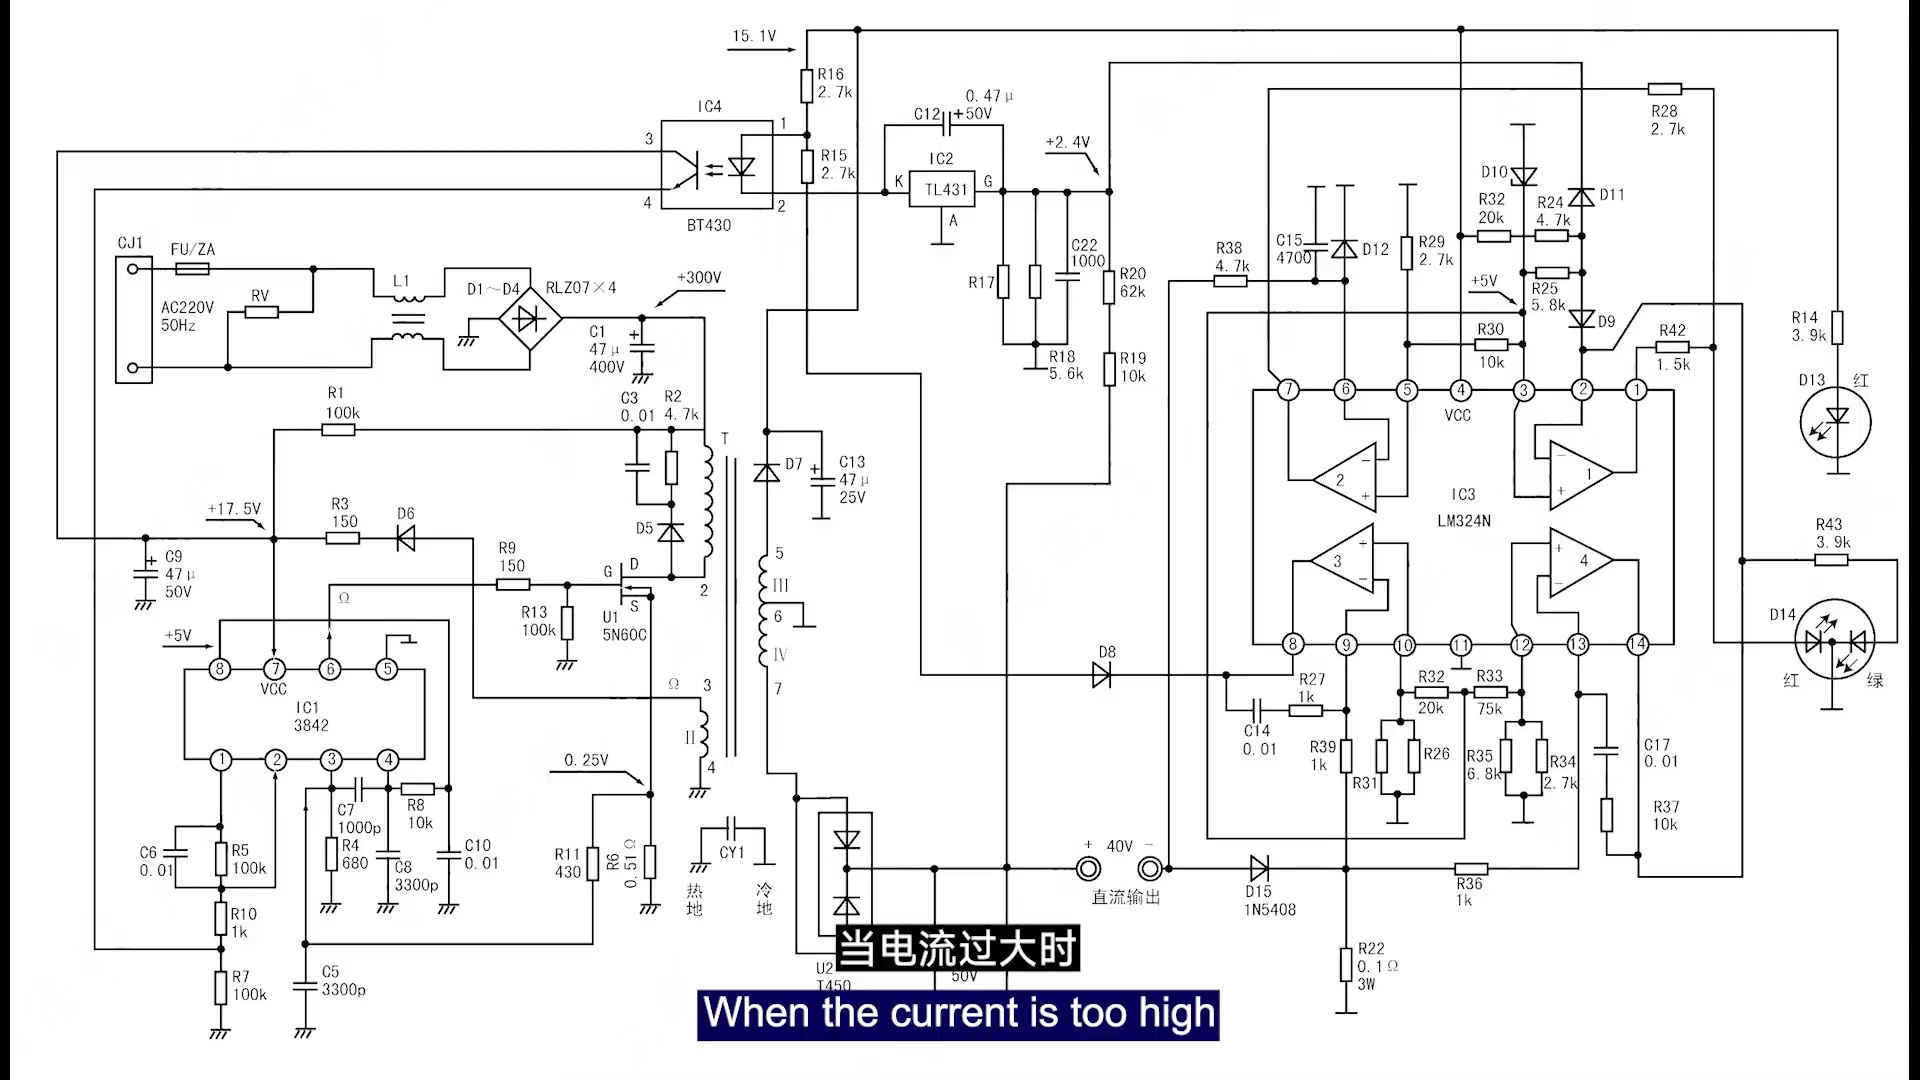 15.1V
R16
2.7k
IC4
1
3
R15
2.7k
4
2
BT430
0.47μ
C12
+50V
IC2
K
TL431
G
A
+2.4V
R28
2.7k
D10
D11
R32
20k
R24
4.7k
R38
4.7k
C15
4700
D12
R29
2.7k
+5V
R25
5.8k
D9
R30
10k
R42
1.5k
R14
3.9k
D13
红
CJ1
FU/ZA
AC220V
50Hz
RV
L1
D1～D4
RLZ07×4
+300V
C1
+
47μ
400V
R17
C22
1000
R20
62k
R18
5.6k
R19
10k
R1
100k
C3
0.01
R2
4.7k
T
D7
+
C13
47μ
25V
7
6
5
4
VCC
3
2
1
－
2
+
－
1
+
IC3
LM324N
+
3
－
+
4
－
8
9
10
11
12
13
14
+17.5V
R3
150
D6
D5
R9
150
G
D
S
2
R13
100k
U1
5N60C
C9
+
47μ
50V
Ω
5
III
6
IV
7
+5V
8
7
VCC
6
5
IC1
3842
1
2
3
4
Ω
3
II
4
R43
3.9k
D14
红
绿
D8
R27
1k
C14
0.01
R32
20k
R33
75k
R39
1k
R31
R26
R35
6.8k
R34
2.7k
C17
0.01
R37
10k
0.25V
C7
1000p
R8
10k
C6
0.01
R5
100k
R4
680
C8
3300p
C10
0.01
R11
430
R6
0.51Ω
CY1
热地
冷地
R10
1k
R7
100k
C5
3300p
+
40V
－
直流输出
D15
1N5408
R36
1k
R22
0.1Ω
3W
U2
T450
50V
当电流过大时
When the current is too high